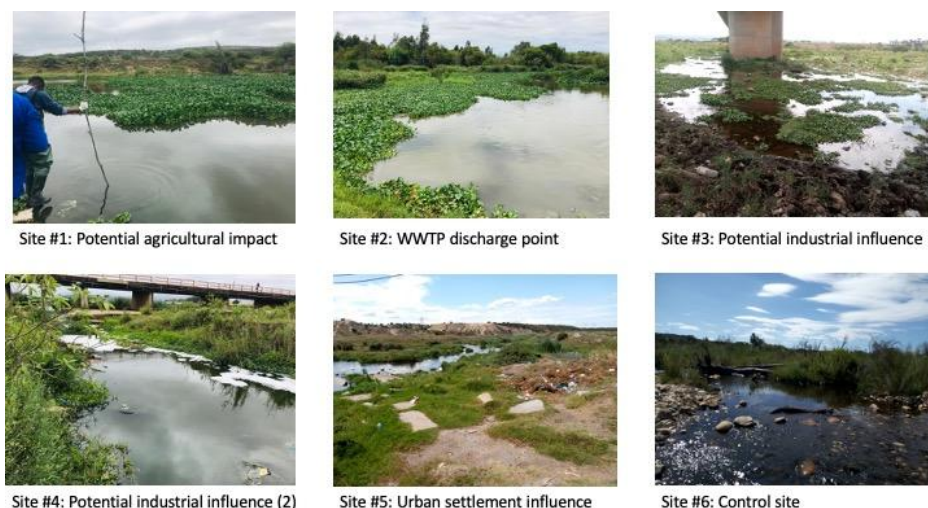 Site #1: Potential agricultural impact
Site #2: WWTP discharge point
Site #3: Potential industrial influence
Site #4: Potential industrial influence (2)
Site #5: Urban settlement influence
Site #6: Control site